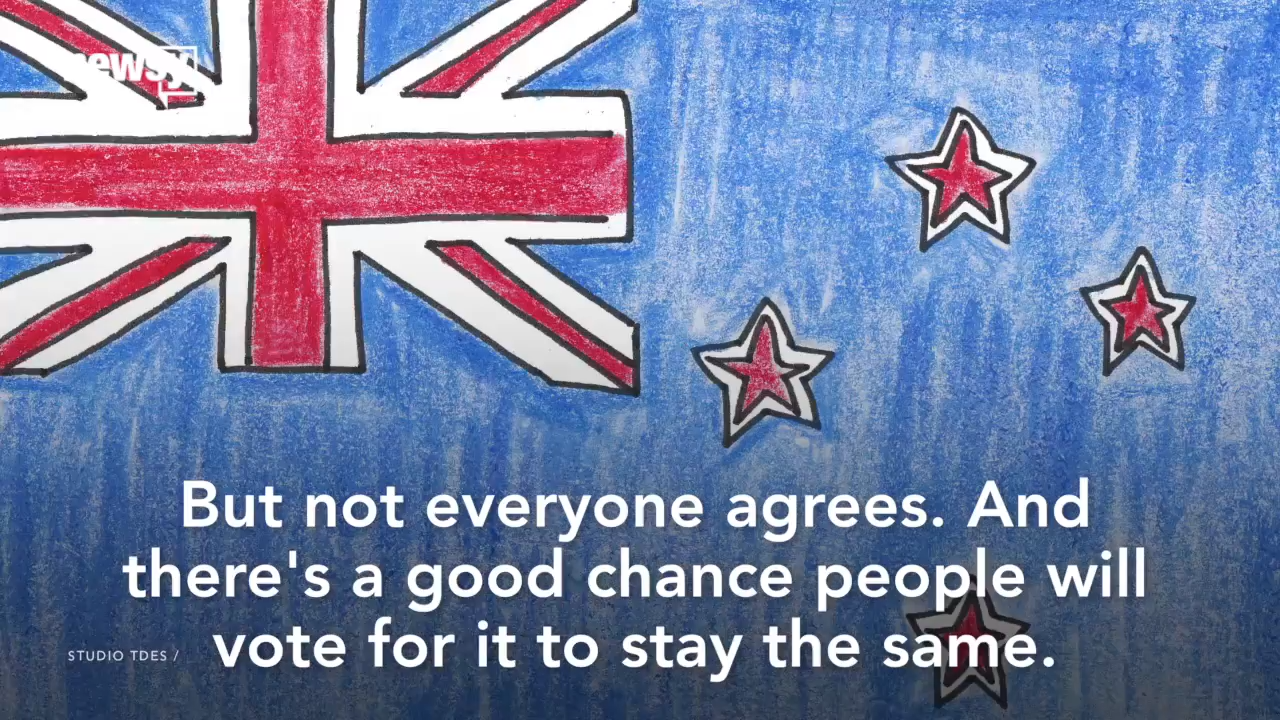 newsy
But not everyone agrees. And
there's a good chance people will
vote for it to stay the same.
STUDIO TDES /